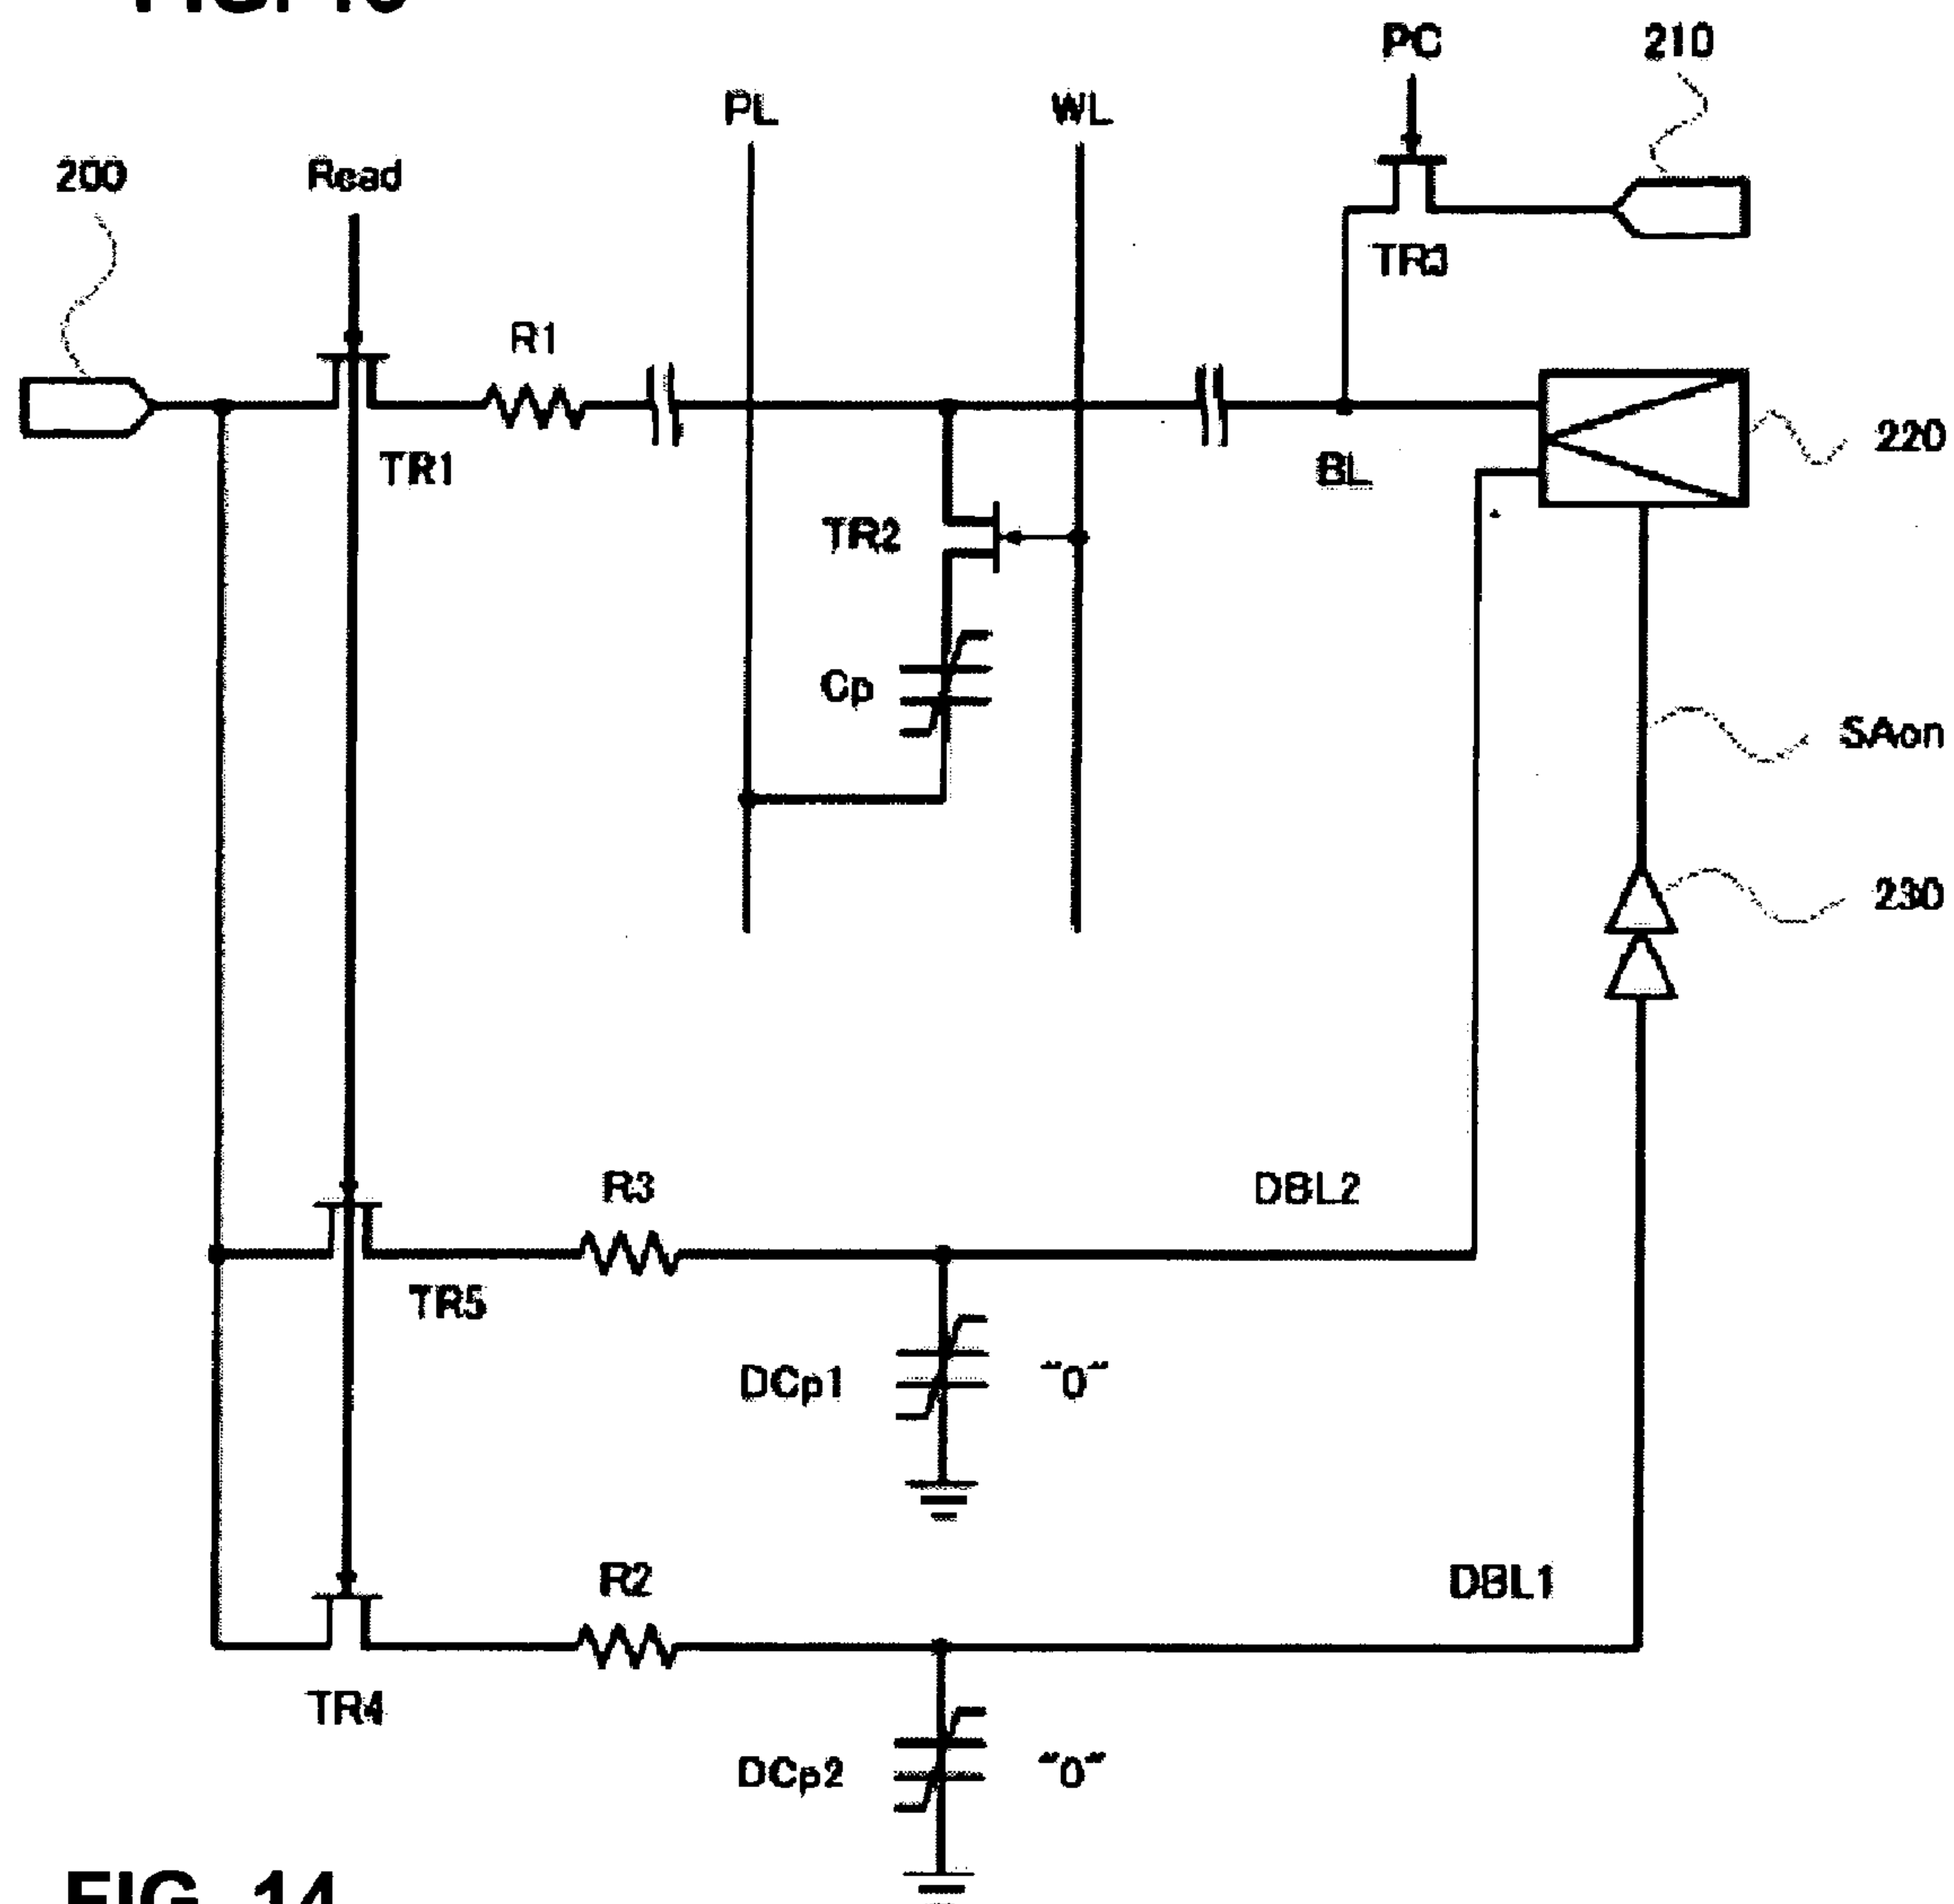 PC
210
PL
WL
200
Read
TR3
R1
TR1
BL
220
TR2
Cp
SAon
230
R3
DBL2
TR5
DCp1
"0"
R2
DBL1
TR4
DCp2
"0"
FIG. 14